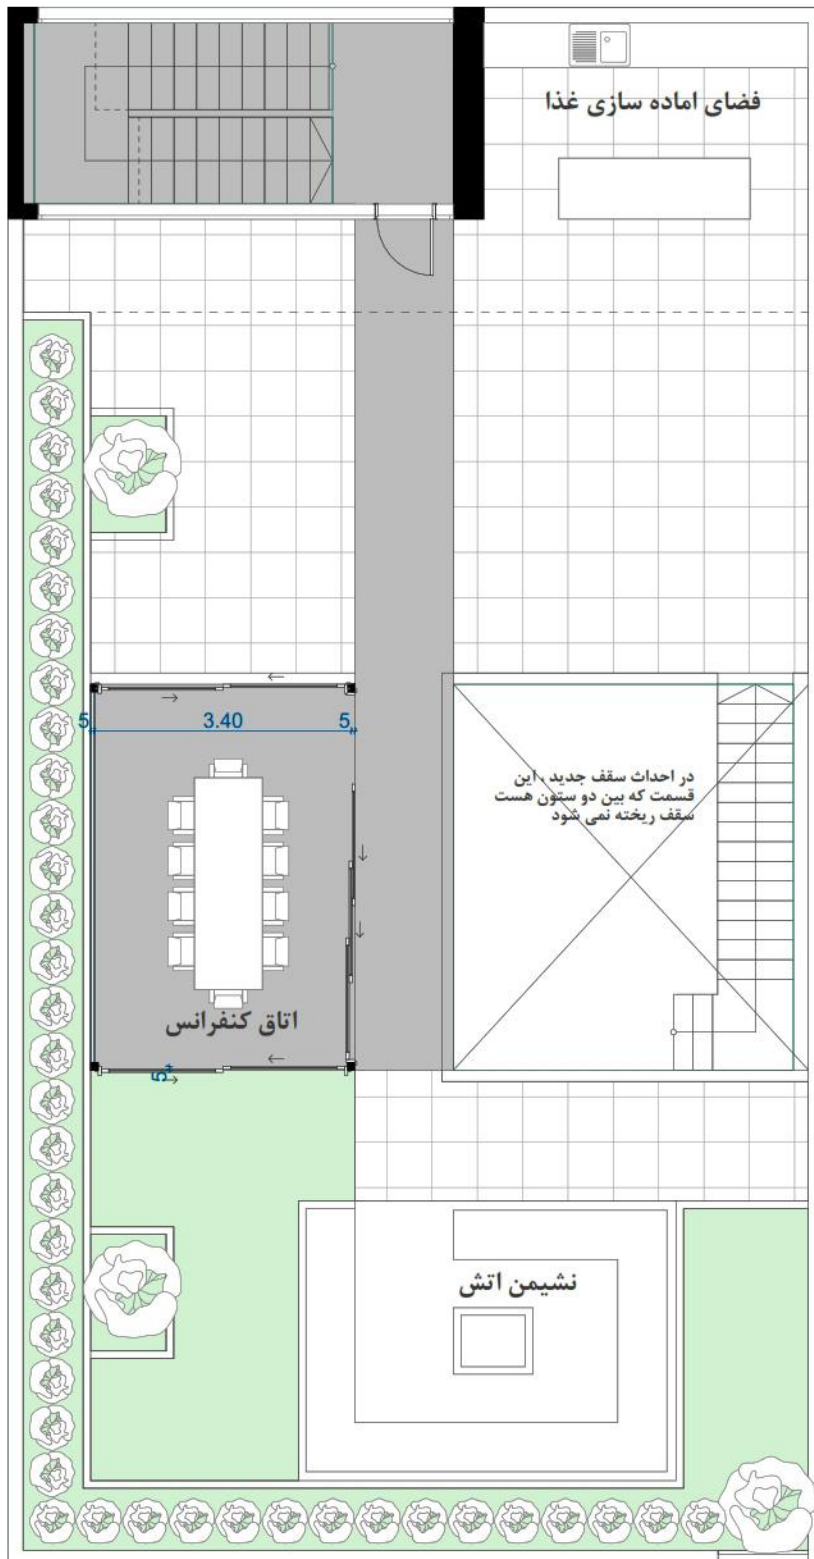 فضای اماده سازی غذا
5 3.40 5
در احداث سقف جدید ، این
قسمت که بین دو ستون هست
سقف ریخته نمی شود
اتاق کنفرانس
5
نشیمن اتش